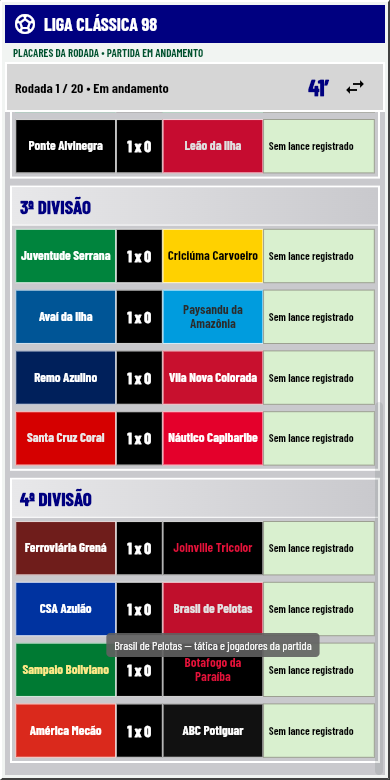 LIGA CLÁSSICA 98
PLACARES DA RODADA • PARTIDA EM ANDAMENTO
Rodada 1 / 20 • Em andamento 41'
Ponte Alvinegra 1 x 0 Leão da Ilha Sem lance registrado
3ª DIVISÃO
Juventude Serrana 1 x 0 Criciúma Carvoeiro Sem lance registrado
Avaí da Ilha 1 x 0 Paysandu da Amazônia Sem lance registrado
Remo Azulino 1 x 0 Vila Nova Colorada Sem lance registrado
Santa Cruz Coral 1 x 0 Náutico Capibaribe Sem lance registrado
4ª DIVISÃO
Ferroviária Grená 1 x 0 Joinville Tricolor Sem lance registrado
CSA Azulão 1 x 0 Brasil de Pelotas Sem lance registrado
Brasil de Pelotas — tática e jogadores da partida
Sampaio Boliviano 1 x 0 Botafogo da Paraíba Sem lance registrado
América Mecão 1 x 0 ABC Potiguar Sem lance registrado